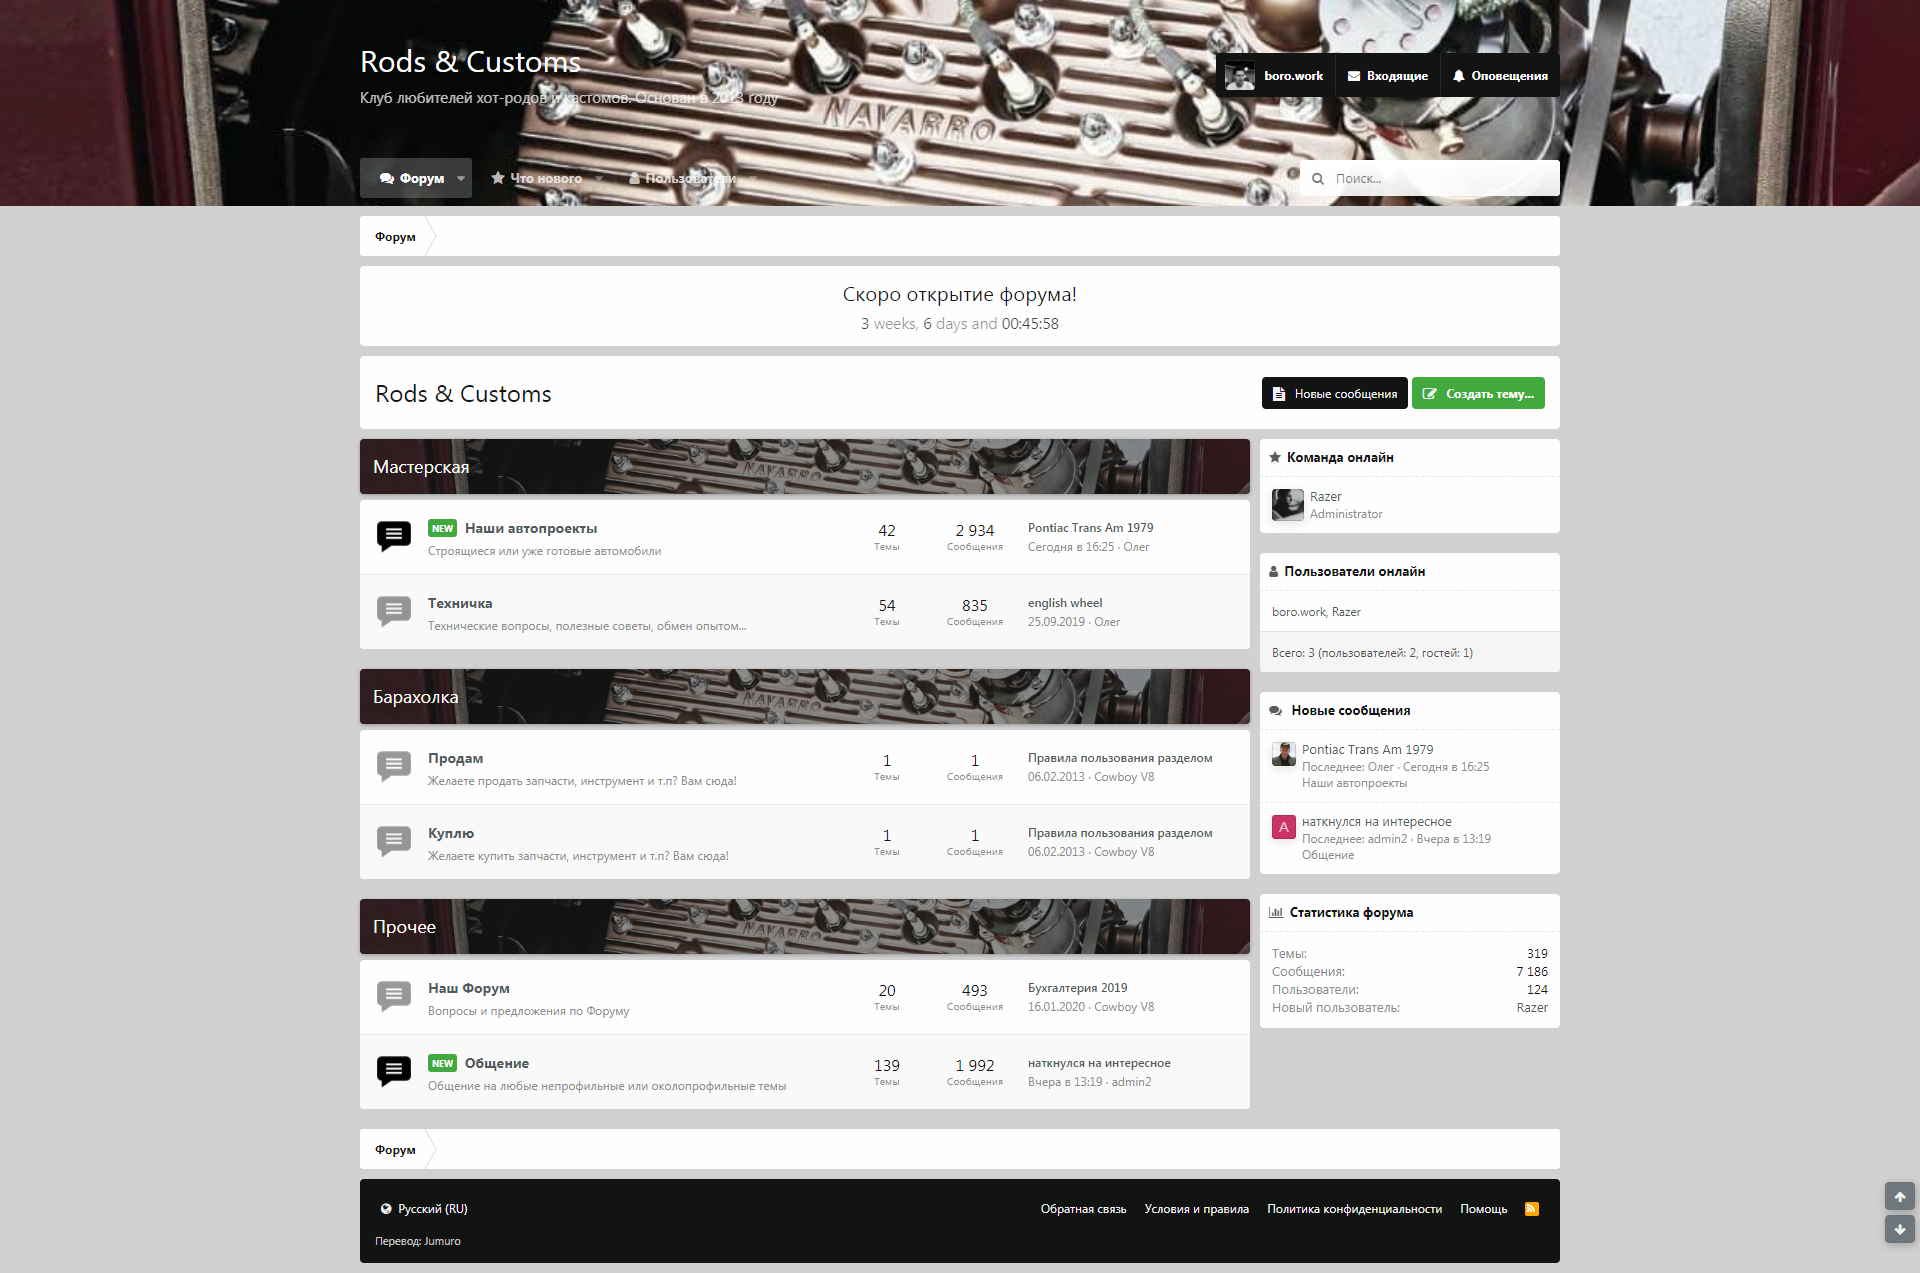 Rods & Customs
Клуб любителей хот-родов и кастомов. Основан в 2013 году
boro.work
Входящие
Оповещения
NAVARRO
Форум
Что нового
Пользователи
Поиск...
Форум
Скоро открытие форума!
3 weeks, 6 days and 00:45:58
Rods & Customs
Новые сообщения
Создать тему...
Мастерская
NAVARRO
NEW Наши автопроекты
Строящиеся или уже готовые автомобили
42
Темы
2 934
Сообщения
Pontiac Trans Am 1979
Сегодня в 16:25 · Олег
Техничка
Технические вопросы, полезные советы, обмен опытом...
54
Темы
835
Сообщения
english wheel
25.09.2019 · Олег
Барахолка
NAVARRO
Продам
Желаете продать запчасти, инструмент и т.п? Вам сюда!
1
Темы
1
Сообщения
Правила пользования разделом
06.02.2013 · Cowboy V8
Куплю
Желаете купить запчасти, инструмент и т.п? Вам сюда!
1
Темы
1
Сообщения
Правила пользования разделом
06.02.2013 · Cowboy V8
Прочее
NAVARRO
Наш Форум
Вопросы и предложения по Форуму
20
Темы
493
Сообщения
Бухгалтерия 2019
16.01.2020 · Cowboy V8
NEW Общение
Общение на любые непрофильные или околопрофильные темы
139
Темы
1 992
Сообщения
наткнулся на интересное
Вчера в 13:19 · admin2
Команда онлайн
Razer
Administrator
Пользователи онлайн
boro.work, Razer
Всего: 3 (пользователей: 2, гостей: 1)
Новые сообщения
Pontiac Trans Am 1979
Последнее: Олег · Сегодня в 16:25
Наши автопроекты
A
наткнулся на интересное
Последнее: admin2 · Вчера в 13:19
Общение
Статистика форума
Темы: 319
Сообщения: 7 186
Пользователи: 124
Новый пользователь: Razer
Форум
Русский (RU)
Обратная связь
Условия и правила
Политика конфиденциальности
Помощь
Перевод: Jumuro